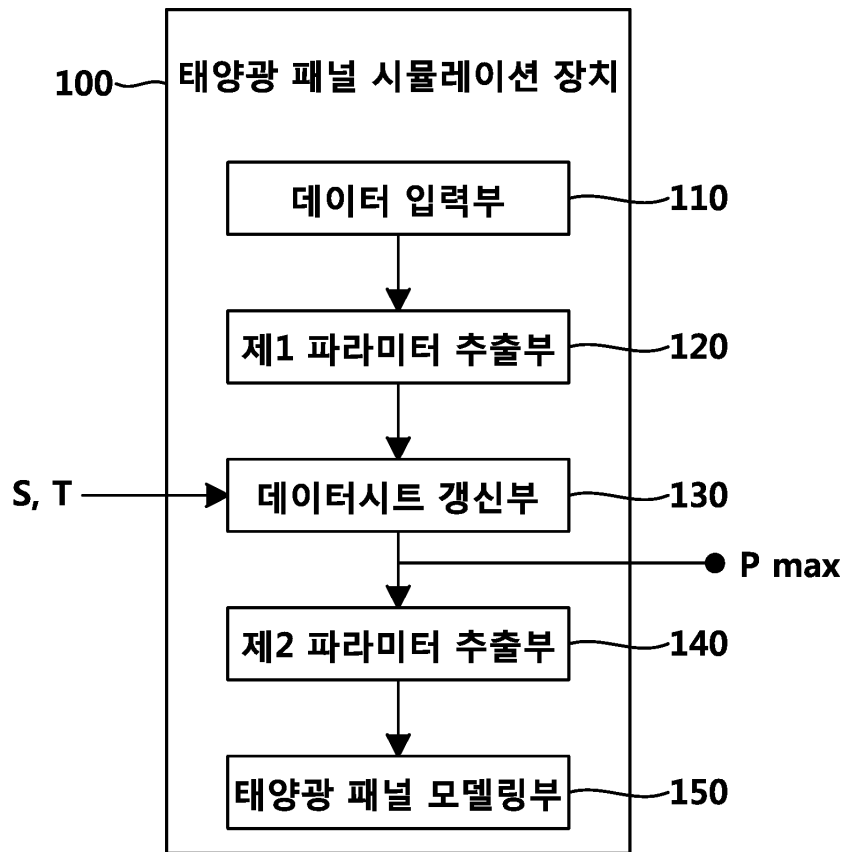 100
태양광 패널 시뮬레이션 장치
데이터 입력부
110
제1 파라미터 추출부
120
S, T
데이터시트 갱신부
130
P max
제2 파라미터 추출부
140
태양광 패널 모델링부
150